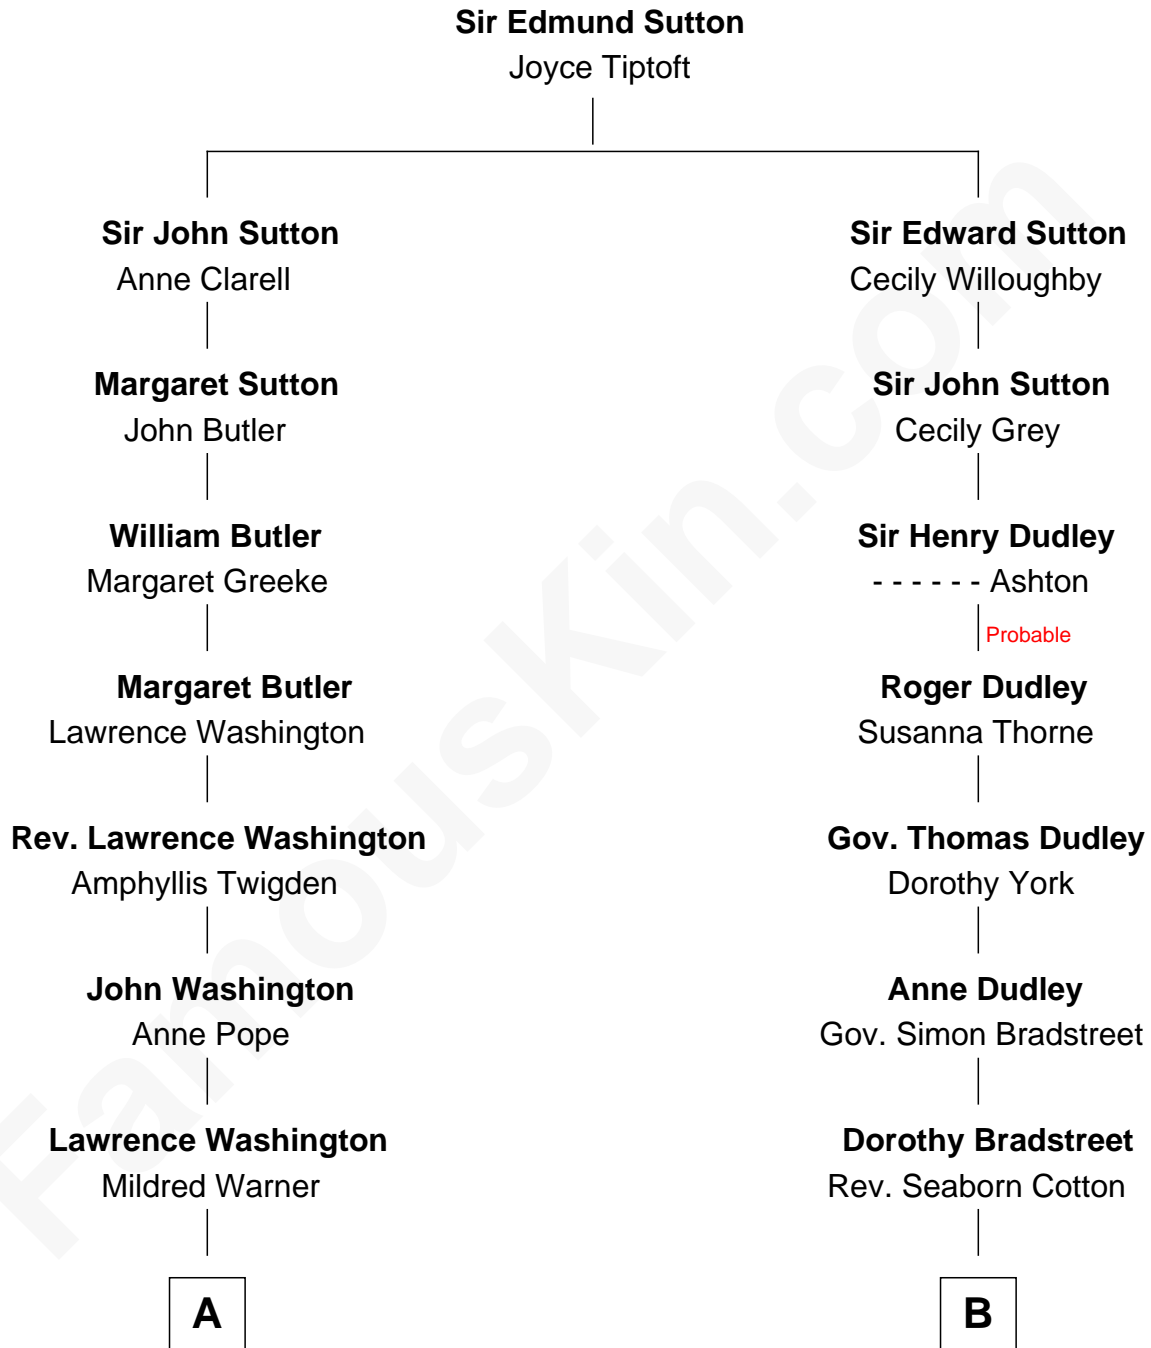 Sir Edmund Sutton
Joyce Tiptoft
Sir John Sutton
Anne Clarell
Margaret Sutton
John Butler
William Butler
Margaret Greeke
Margaret Butler
Lawrence Washington
Rev. Lawrence Washington
Amphyllis Twigden
John Washington
Anne Pope
Lawrence Washington
Mildred Warner
A
Sir Edward Sutton
Cecily Willoughby
Sir John Sutton
Cecily Grey
Sir Henry Dudley
- - - - - - Ashton
Probable
Roger Dudley
Susanna Thorne
Gov. Thomas Dudley
Dorothy York
Anne Dudley
Gov. Simon Bradstreet
Dorothy Bradstreet
Rev. Seaborn Cotton
B
FamousKin.com